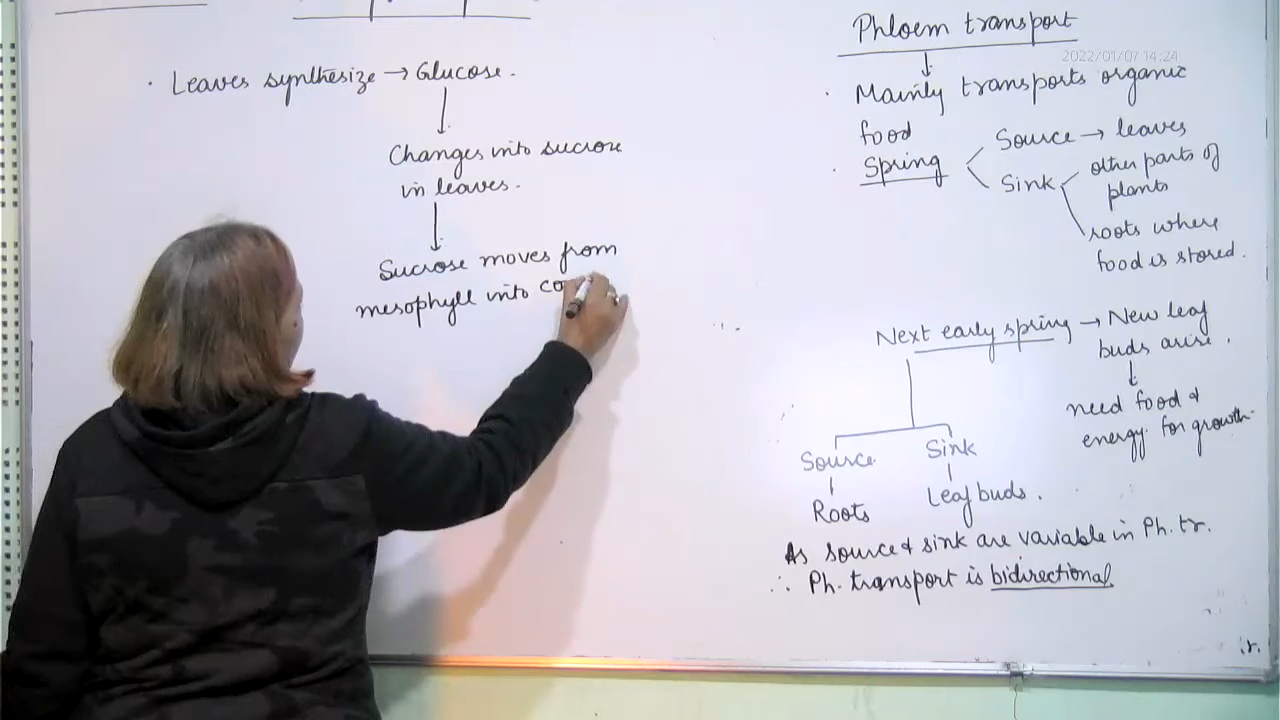 · Leaves synthesize → Glucose.
↓
Changes into sucrose
in leaves.
↓
Sucrose moves from
mesophyll into co
Phloem transport
2022/01/07 14:24
↓
· Mainly transports organic
food
· Spring
Source → leaves
Sink
other parts of
plants
roots where
food is stored.
Next early spring → New leaf
buds arise.
↓
need food &
energy for growth.
Source
Sink
Roots
Leaf buds.
As source & sink are variable in Ph. tr.
∴ Ph. transport is bidirectional